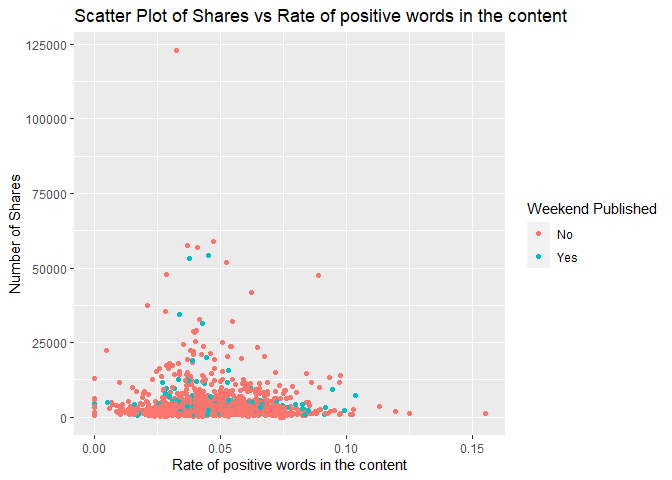 Scatter Plot of Shares vs Rate of positive words in the content
125000
100000
75000
50000
25000
0
Number of Shares
0.00 0.05 0.10 0.15
Rate of positive words in the content
Weekend Published
No
Yes